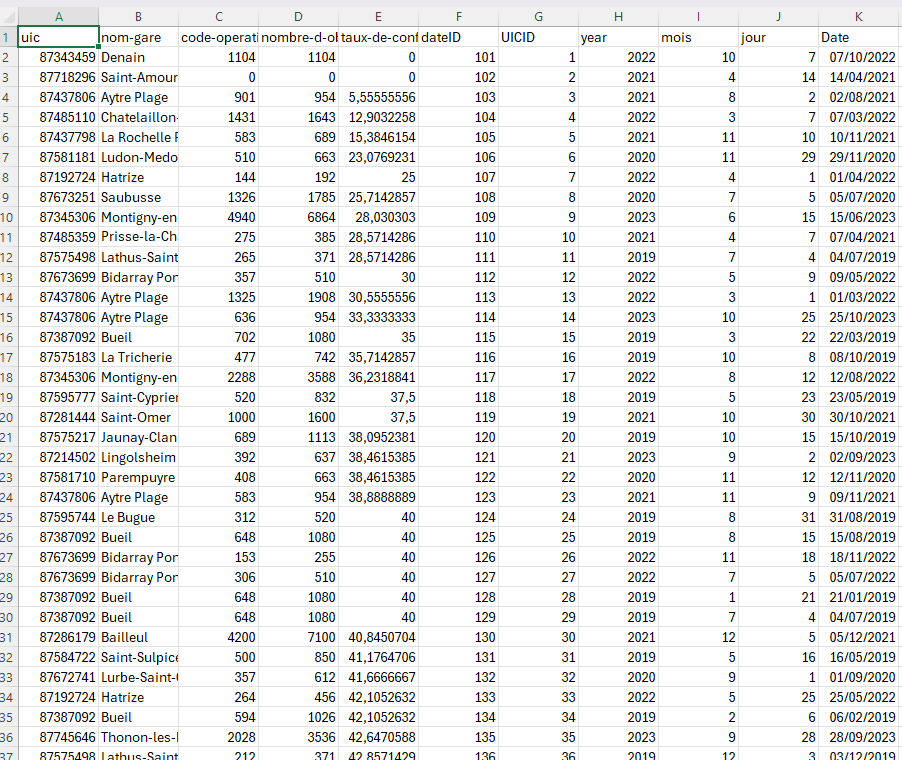 A B C D E F G H I J K
1 uic nom-gare code-operati nombre-d-ol taux-de-conf dateID UICID year mois jour Date
2 87343459 Denain 1104 1104 0 101 1 2022 10 7 07/10/2022
3 87718296 Saint-Amour 0 0 0 102 2 2021 4 14 14/04/2021
4 87437806 Aytre Plage 901 954 5,55555556 103 3 2021 8 2 02/08/2021
5 87485110 Chatelaillon- 1431 1643 12,9032258 104 4 2022 3 7 07/03/2022
6 87437798 La Rochelle P 583 689 15,3846154 105 5 2021 11 10 10/11/2021
7 87581181 Ludon-Medo 510 663 23,0769231 106 6 2020 11 29 29/11/2020
8 87192724 Hatrize 144 192 25 107 7 2022 4 1 01/04/2022
9 87673251 Saubusse 1326 1785 25,7142857 108 8 2020 7 5 05/07/2020
10 87345306 Montigny-en 4940 6864 28,030303 109 9 2023 6 15 15/06/2023
11 87485359 Prisse-la-Ch 275 385 28,5714286 110 10 2021 4 7 07/04/2021
12 87575498 Lathus-Saint 265 371 28,5714286 111 11 2019 7 4 04/07/2019
13 87673699 Bidarray Pon 357 510 30 112 12 2022 5 9 09/05/2022
14 87437806 Aytre Plage 1325 1908 30,5555556 113 13 2022 3 1 01/03/2022
15 87437806 Aytre Plage 636 954 33,3333333 114 14 2023 10 25 25/10/2023
16 87387092 Bueil 702 1080 35 115 15 2019 3 22 22/03/2019
17 87575183 La Tricherie 477 742 35,7142857 116 16 2019 10 8 08/10/2019
18 87345306 Montigny-en 2288 3588 36,2318841 117 17 2022 8 12 12/08/2022
19 87595777 Saint-Cyprien 520 832 37,5 118 18 2019 5 23 23/05/2019
20 87281444 Saint-Omer 1000 1600 37,5 119 19 2021 10 30 30/10/2021
21 87575217 Jaunay-Clan 689 1113 38,0952381 120 20 2019 10 15 15/10/2019
22 87214502 Lingolsheim 392 637 38,4615385 121 21 2023 9 2 02/09/2023
23 87581710 Parempuyre 408 663 38,4615385 122 22 2020 11 12 12/11/2020
24 87437806 Aytre Plage 583 954 38,8888889 123 23 2021 11 9 09/11/2021
25 87595744 Le Bugue 312 520 40 124 24 2019 8 31 31/08/2019
26 87387092 Bueil 648 1080 40 125 25 2019 8 15 15/08/2019
27 87673699 Bidarray Pon 153 255 40 126 26 2022 11 18 18/11/2022
28 87673699 Bidarray Pon 306 510 40 127 27 2022 7 5 05/07/2022
29 87387092 Bueil 648 1080 40 128 28 2019 1 21 21/01/2019
30 87387092 Bueil 648 1080 40 129 29 2019 7 4 04/07/2019
31 87286179 Bailleul 4200 7100 40,8450704 130 30 2021 12 5 05/12/2021
32 87584722 Saint-Sulpice 500 850 41,1764706 131 31 2019 5 16 16/05/2019
33 87672741 Lurbe-Saint-C 357 612 41,6666667 132 32 2020 9 1 01/09/2020
34 87192724 Hatrize 264 456 42,1052632 133 33 2022 5 25 25/05/2022
35 87387092 Bueil 594 1026 42,1052632 134 34 2019 2 6 06/02/2019
36 87745646 Thonon-les-l 2028 3536 42,6470588 135 35 2023 9 28 28/09/2023
37 87575498 Lathus-Saint 212 371 42,8571429 136 36 2019 12 3 03/12/2019